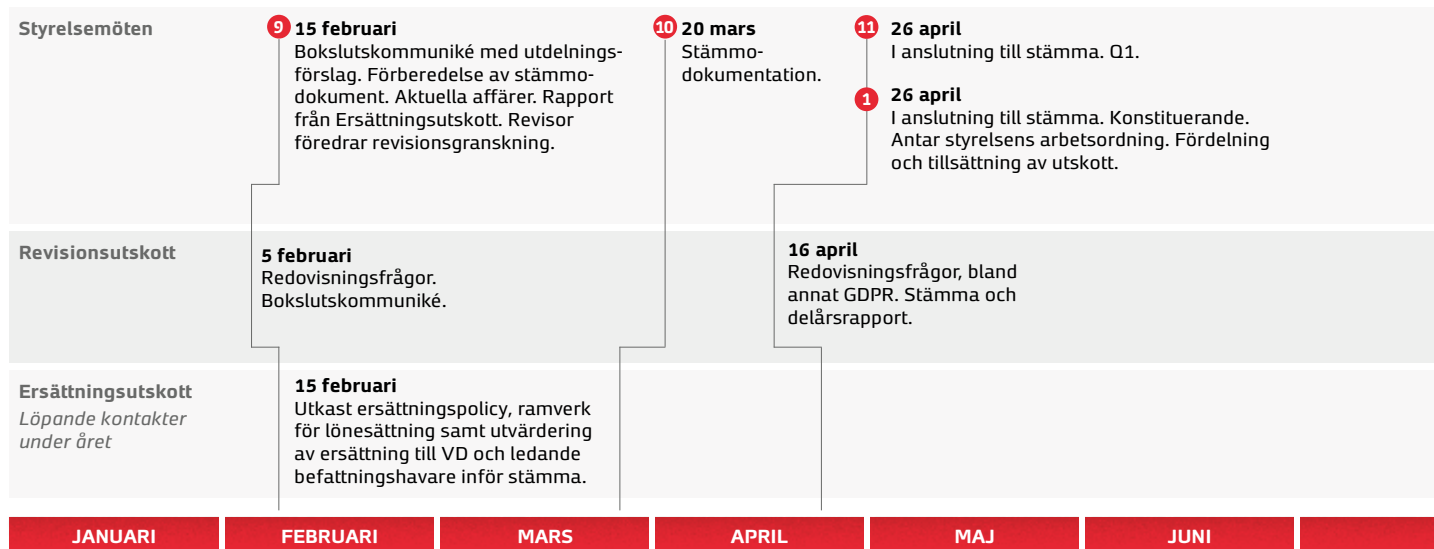 Styrelsemöten
9 15 februari
Bokslutskommuniké med utdelnings-
förslag. Förberedelse av stämmo-
dokument. Aktuella affärer. Rapport
från Ersättningsutskott. Revisor
föredrar revisionsgranskning.
10 20 mars
Stämmo-
dokumentation.
11 26 april
I anslutning till stämma. Q1.
1 26 april
I anslutning till stämma. Konstituerande.
Antar styrelsens arbetsordning. Fördelning
och tillsättning av utskott.
Revisionsutskott
5 februari
Redovisningsfrågor.
Bokslutskommuniké.
16 april
Redovisningsfrågor, bland
annat GDPR. Stämma och
delårsrapport.
Ersättningsutskott
Löpande kontakter
under året
15 februari
Utkast ersättningspolicy, ramverk
för lönesättning samt utvärdering
av ersättning till VD och ledande
befattningshavare inför stämma.
JANUARI FEBRUARI MARS APRIL MAJ JUNI